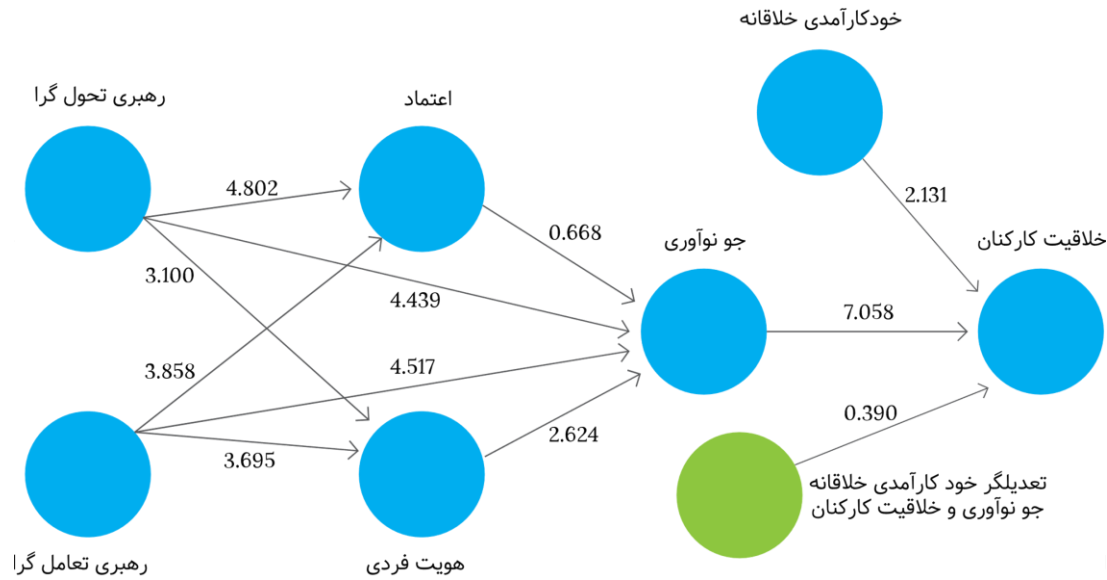 خودکارآمدی خلاقانه
رهبری تحول گرا
اعتماد
4.802
2.131
0.668
جو نوآوری
خلاقیت کارکنان
3.100
4.439
7.058
3.858
4.517
0.390
2.624
3.695
تعدیلگر خود کارآمدی خلاقانه
جو نوآوری و خلاقیت کارکنان
رهبری تعامل گرا
هویت فردی